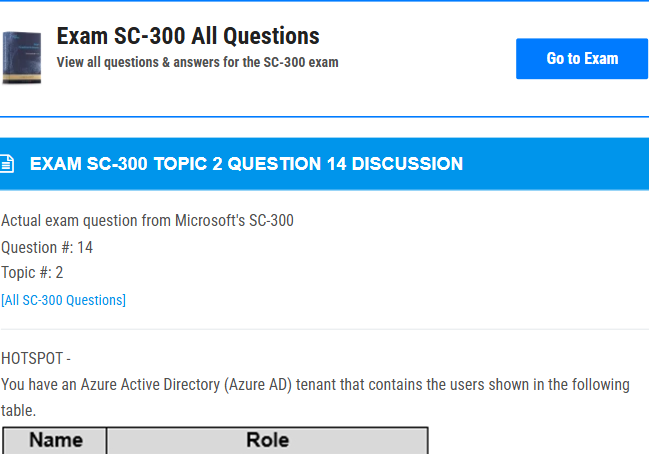 Exam SC-300 All Questions
View all questions & answers for the SC-300 exam
Go to Exam
EXAM SC-300 TOPIC 2 QUESTION 14 DISCUSSION
Actual exam question from Microsoft's SC-300
Question #: 14
Topic #: 2
[All SC-300 Questions]
HOTSPOT -
You have an Azure Active Directory (Azure AD) tenant that contains the users shown in the following
table.
Name Role